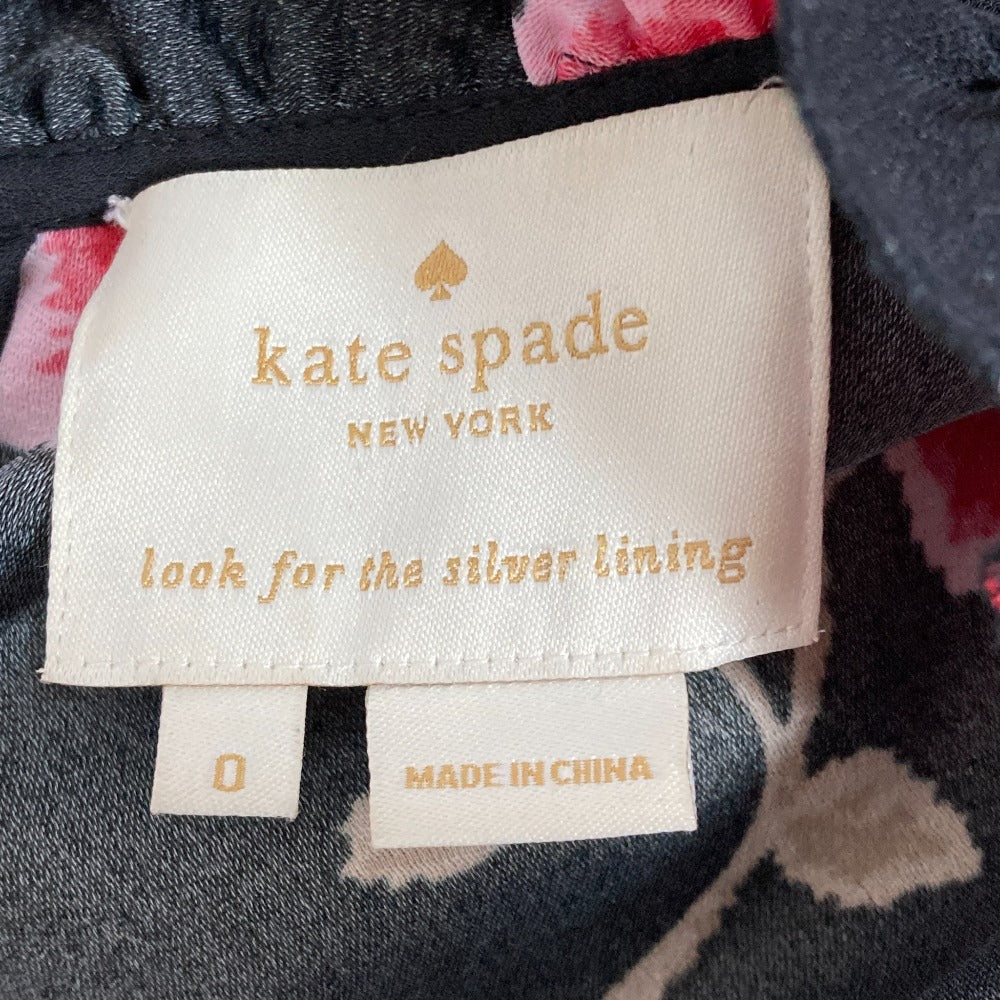 kate spade
NEW YORK
look for the silver lining
0
MADE IN CHINA